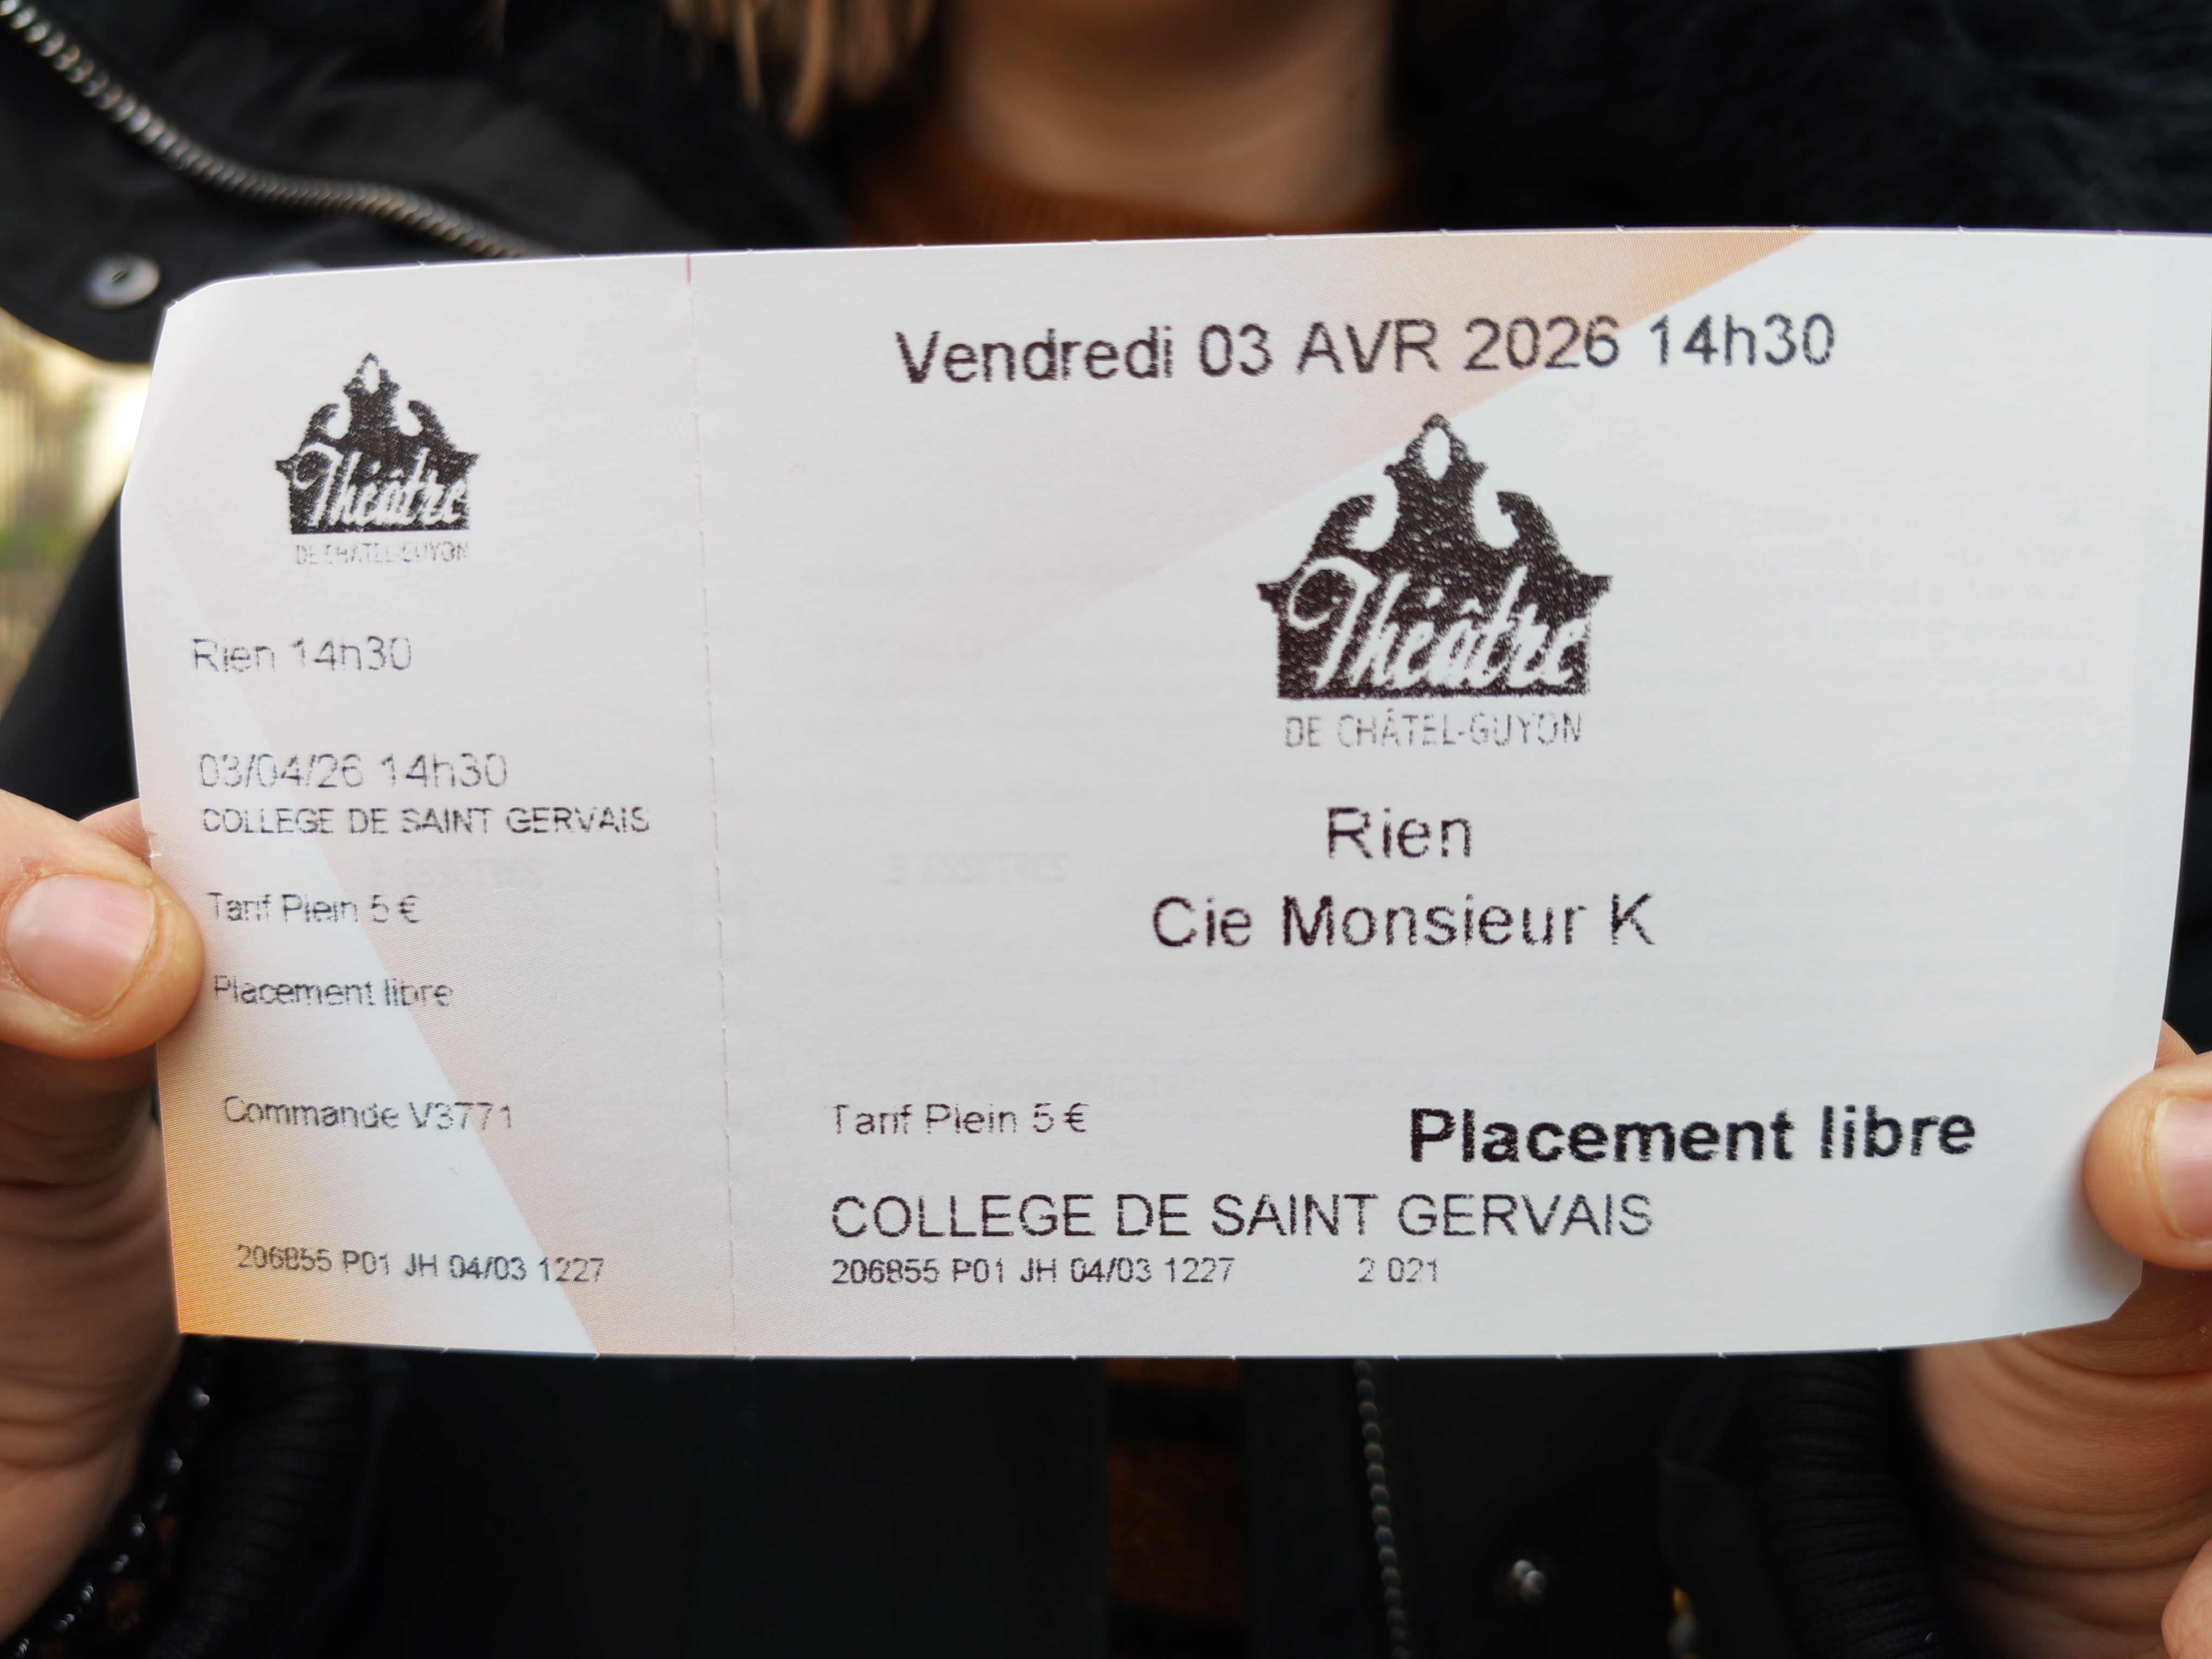 Théâtre
DE CHÂTEL-GUYON
Rien 14h30
03/04/26 14h30
COLLEGE DE SAINT GERVAIS
Tarif Plein 5 €
Placement libre
Commande V3771
206855 P01 JH 04/03 1227
Vendredi 03 AVR 2026 14h30
Théâtre
DE CHÂTEL-GUYON
Rien
Cie Monsieur K
Tarif Plein 5 €
Placement libre
COLLEGE DE SAINT GERVAIS
206855 P01 JH 04/03 1227 2 021